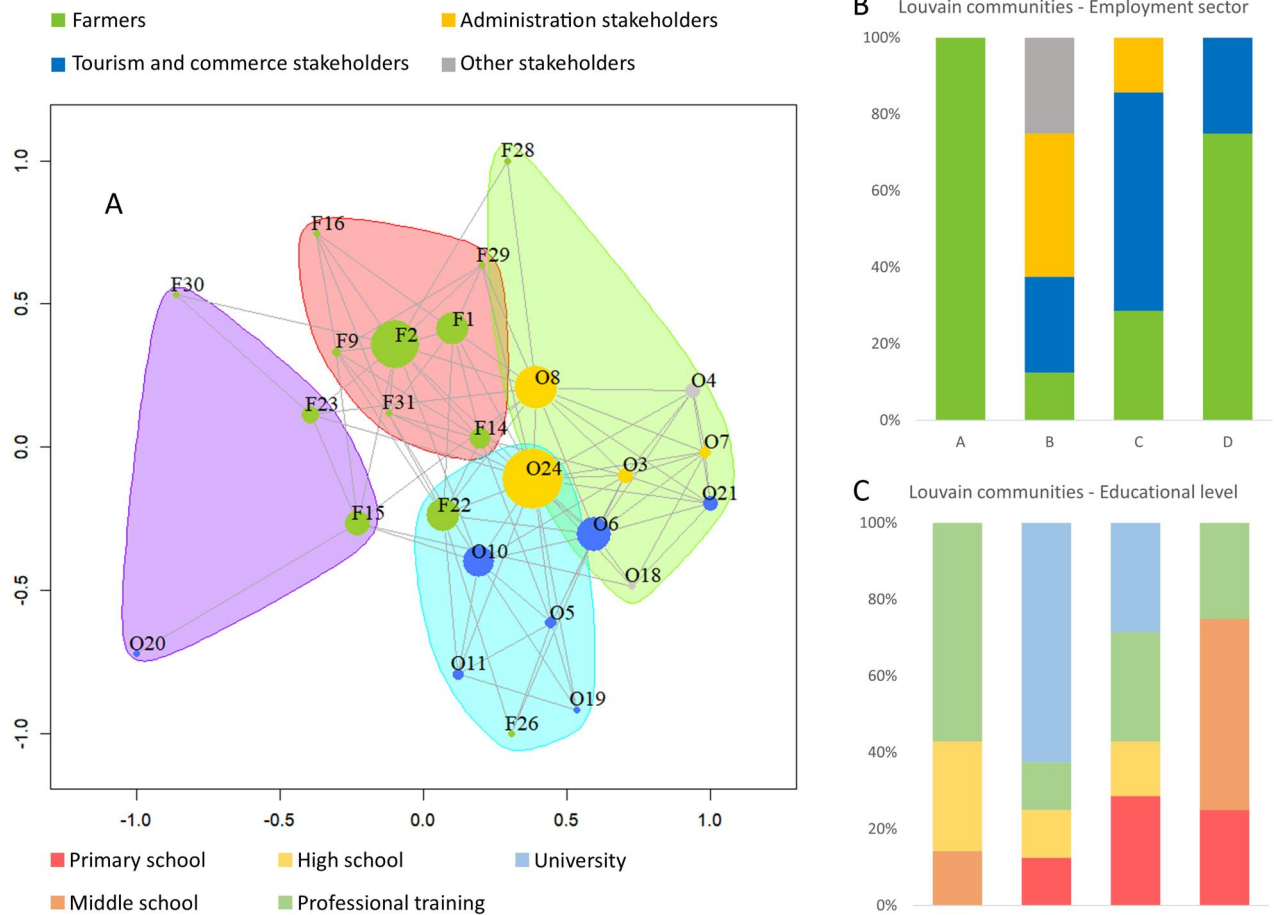 Farmers
Administration stakeholders
Tourism and commerce stakeholders
Other stakeholders
A
1.0
0.5
0.0
-0.5
-1.0
-1.0
-0.5
0.0
0.5
1.0
F28
F16
F29
F30
F1
F2
F9
O8
O4
F23
F31
F14
O7
O24
O3
O21
F15
F22
O6
O10
O18
O5
O20
O11
O19
F26
Primary school
High school
University
Middle school
Professional training
B
Louvain communities - Employment sector
100%
80%
60%
40%
20%
0%
A
B
C
D
C
Louvain communities - Educational level
100%
80%
60%
40%
20%
0%